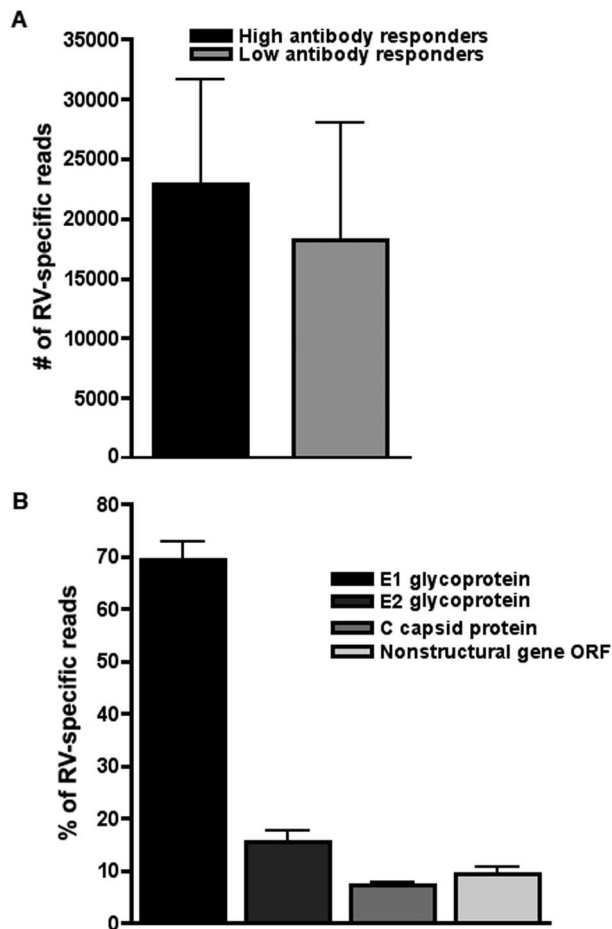 A
High antibody responders
Low antibody responders
# of RV-specific reads
35000
30000
25000
20000
15000
10000
5000
0
B
E1 glycoprotein
E2 glycoprotein
C capsid protein
Nonstructural gene ORF
% of RV-specific reads
80
70
60
50
40
30
20
10
0